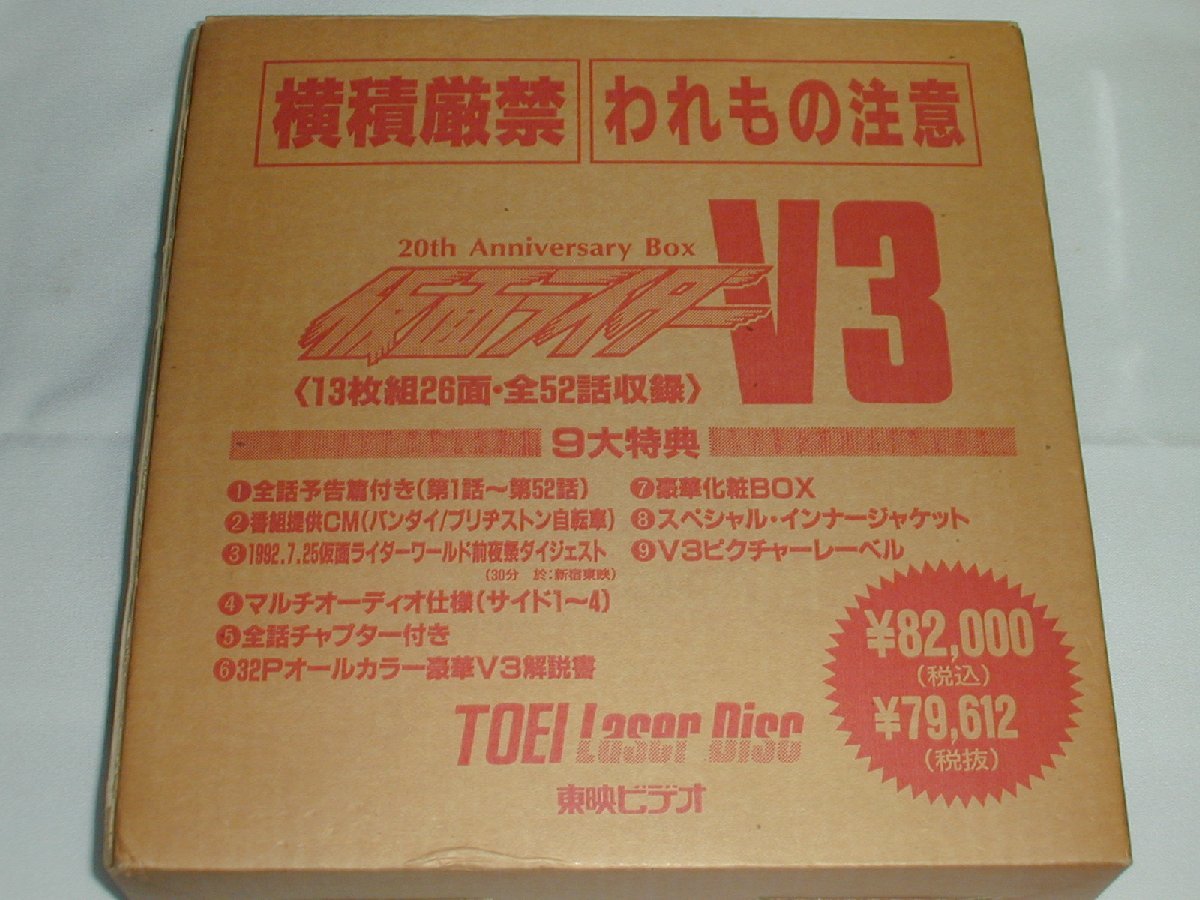 横積厳禁 われもの注意
20th Anniversary Box
仮面ライダーV3
〈13枚組26面・全52話収録〉
9大特典
❶全話予告篇付き(第1話～第52話)
❷番組提供CM(バンダイ/ブリヂストン自転車)
❸1992.7.25仮面ライダーワールド前夜祭ダイジェスト
(30分 於:新宿東映)
❹マルチオーディオ仕様(サイド1～4)
❺全話チャプター付き
❻32Pオールカラー豪華V3解説書
❼豪華化粧BOX
❽スペシャル・インナージャケット
❾V3ピクチャーレーベル
¥82,000
(税込)
¥79,612
(税抜)
TOEI Laser Disc
東映ビデオ